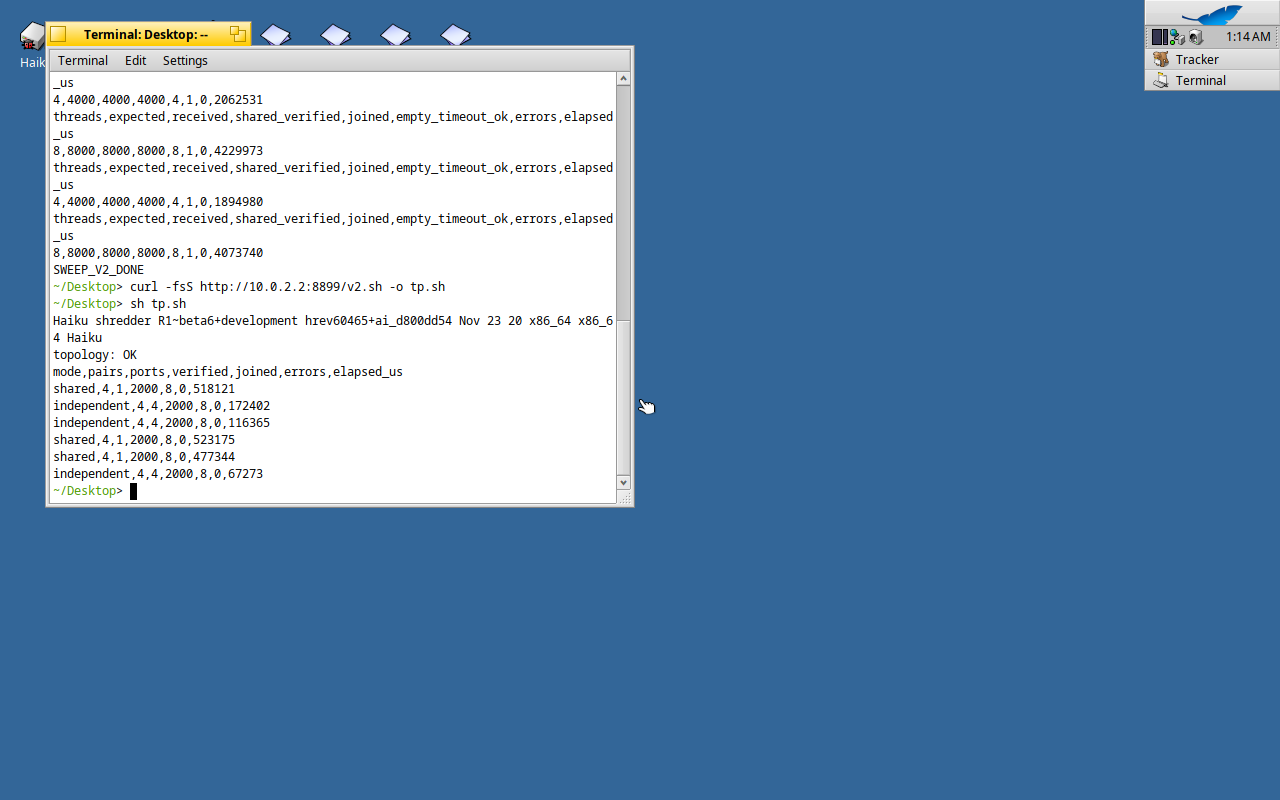 Terminal: Desktop: --
Haik
Terminal Edit Settings
_us
4,4000,4000,4000,4,1,0,2062531
threads,expected,received,shared_verified,joined,empty_timeout_ok,errors,elapsed
_us
8,8000,8000,8000,8,1,0,4229973
threads,expected,received,shared_verified,joined,empty_timeout_ok,errors,elapsed
_us
4,4000,4000,4000,4,1,0,1894980
threads,expected,received,shared_verified,joined,empty_timeout_ok,errors,elapsed
_us
8,8000,8000,8000,8,1,0,4073740
SWEEP_V2_DONE
~/Desktop> curl -fsS http://10.0.2.2:8899/v2.sh -o tp.sh
~/Desktop> sh tp.sh
Haiku shredder R1~beta6+development hrev60465+ai_d800dd54 Nov 23 20 x86_64 x86_6
4 Haiku
topology: OK
mode,pairs,ports,verified,joined,errors,elapsed_us
shared,4,1,2000,8,0,518121
independent,4,4,2000,8,0,172402
independent,4,4,2000,8,0,116365
shared,4,1,2000,8,0,523175
shared,4,1,2000,8,0,477344
independent,4,4,2000,8,0,67273
~/Desktop>
1:14 AM
Tracker
Terminal